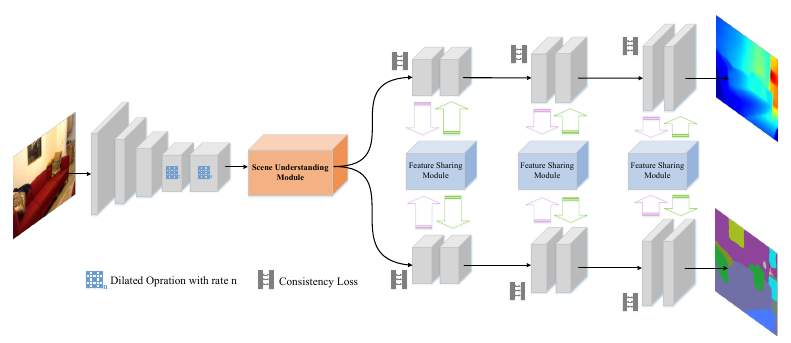 Scene Understanding
Module
Feature Sharing
Module
Feature Sharing
Module
Feature Sharing
Module
n Dilated Opration with rate n
Consistency Loss